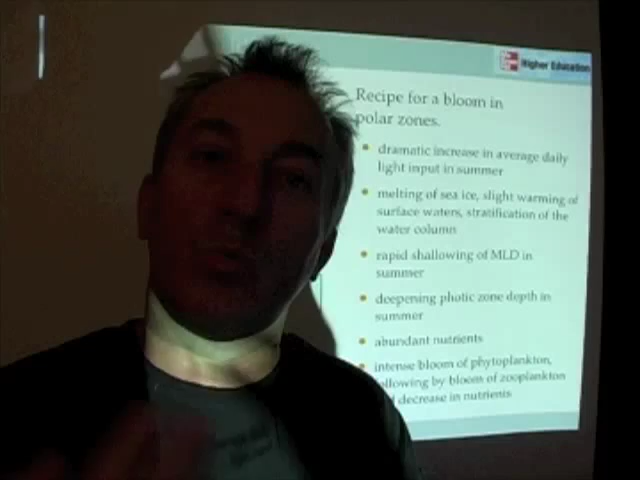 Higher Education
Recipe for a bloom in
polar zones.
dramatic increase in average daily
light input in summer
melting of sea ice, slight warming of
surface waters, stratification of the
water column
rapid shallowing of MLD in
summer
deepening photic zone depth in
summer
abundant nutrients
intense bloom of phytoplankton,
ollowing by bloom of zooplankton
decrease in nutrients